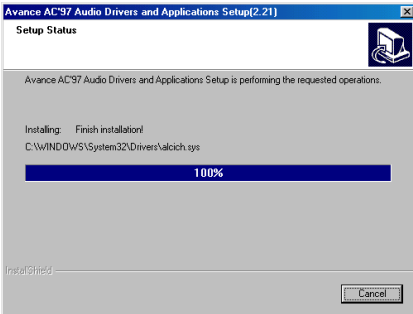 Avance AC'97 Audio Drivers and Applications Setup(2.21)
Setup Status
Avance AC'97 Audio Drivers and Applications Setup is performing the requested operations.
Installing: Finish installation!
C:\WINDOWS\System32\Drivers\alcich.sys
100%
InstallShield
Cancel